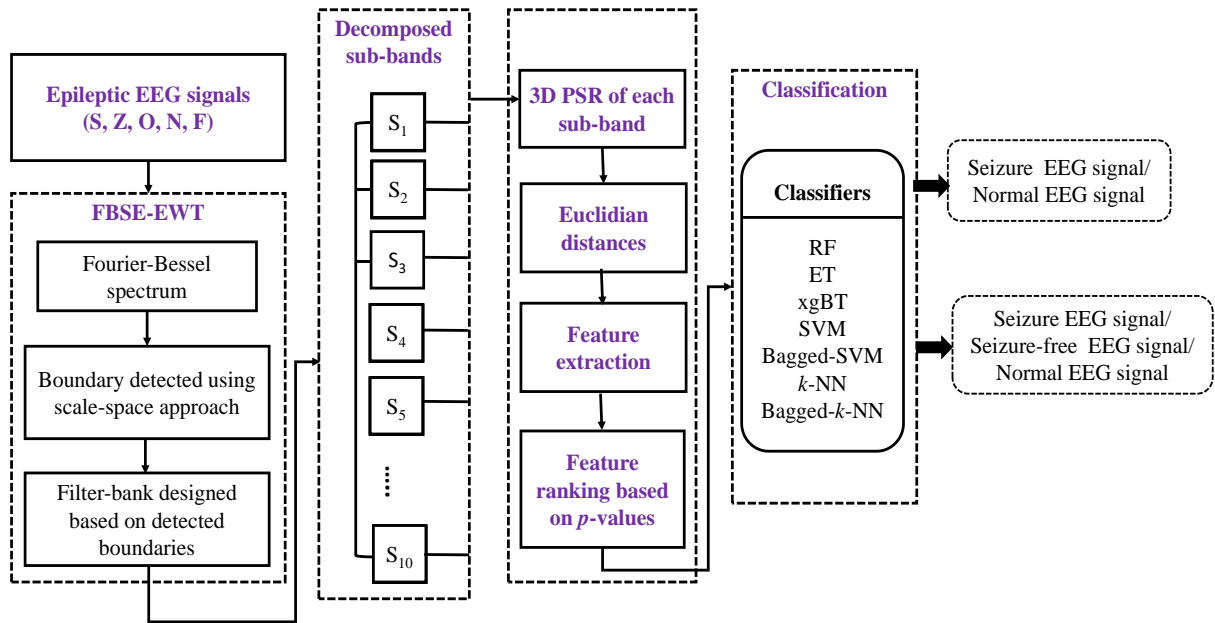 Epileptic EEG signals
(S, Z, O, N, F)
FBSE-EWT
Fourier-Bessel
spectrum
Boundary detected using
scale-space approach
Filter-bank designed
based on detected
boundaries
Decomposed
sub-bands
S1
S2
S3
S4
S5
......
S10
3D PSR of each
sub-band
Euclidian
distances
Feature
extraction
Feature
ranking based
on p-values
Classification
Classifiers
RF
ET
xgBT
SVM
Bagged-SVM
k-NN
Bagged-k-NN
Seizure EEG signal/
Normal EEG signal
Seizure EEG signal/
Seizure-free EEG signal/
Normal EEG signal